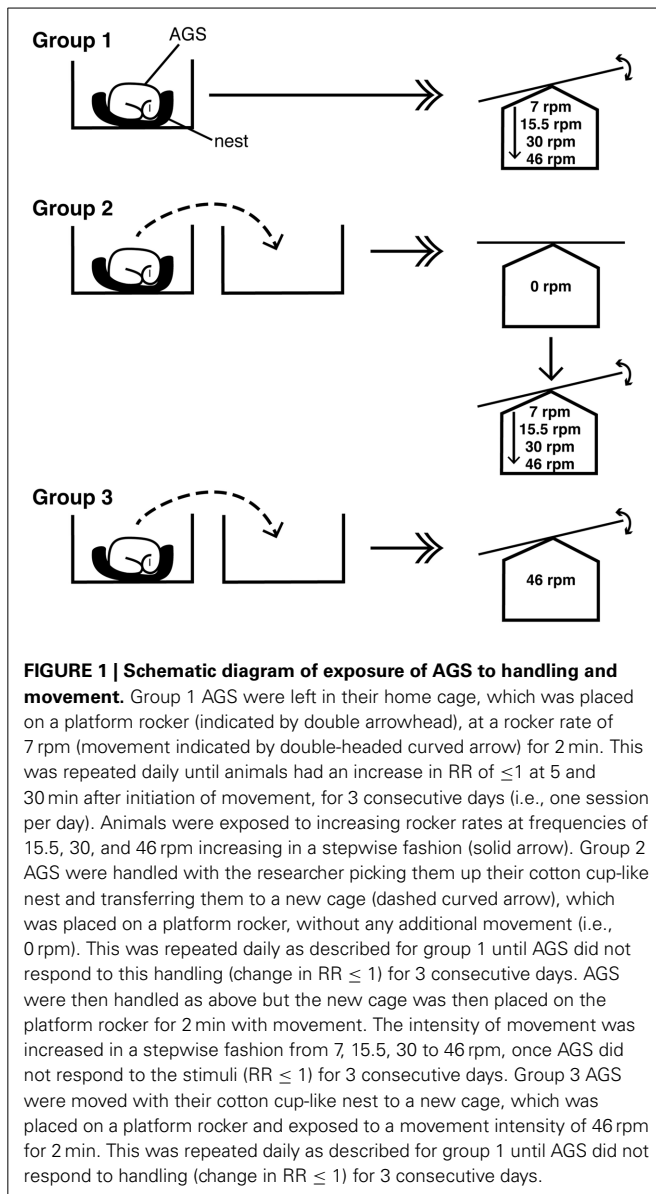 Group 1
AGS
nest
7 rpm
15.5 rpm
30 rpm
46 rpm
Group 2
0 rpm
7 rpm
15.5 rpm
30 rpm
46 rpm
Group 3
46 rpm
FIGURE 1 | Schematic diagram of exposure of AGS to handling and
movement. Group 1 AGS were left in their home cage, which was placed
on a platform rocker (indicated by double arrowhead), at a rocker rate of
7 rpm (movement indicated by double-headed curved arrow) for 2 min. This
was repeated daily until animals had an increase in RR of ≤1 at 5 and
30 min after initiation of movement, for 3 consecutive days (i.e., one session
per day). Animals were exposed to increasing rocker rates at frequencies of
15.5, 30, and 46 rpm increasing in a stepwise fashion (solid arrow). Group 2
AGS were handled with the researcher picking them up their cotton cup-like
nest and transferring them to a new cage (dashed curved arrow), which
was placed on a platform rocker, without any additional movement (i.e.,
0 rpm). This was repeated daily as described for group 1 until AGS did not
respond to this handling (change in RR ≤ 1) for 3 consecutive days. AGS
were then handled as above but the new cage was then placed on the
platform rocker for 2 min with movement. The intensity of movement was
increased in a stepwise fashion from 7, 15.5, 30 to 46 rpm, once AGS did
not respond to the stimuli (RR ≤ 1) for 3 consecutive days. Group 3 AGS
were moved with their cotton cup-like nest to a new cage, which was
placed on a platform rocker and exposed to a movement intensity of 46 rpm
for 2 min. This was repeated daily as described for group 1 until AGS did not
respond to handling (change in RR ≤ 1) for 3 consecutive days.